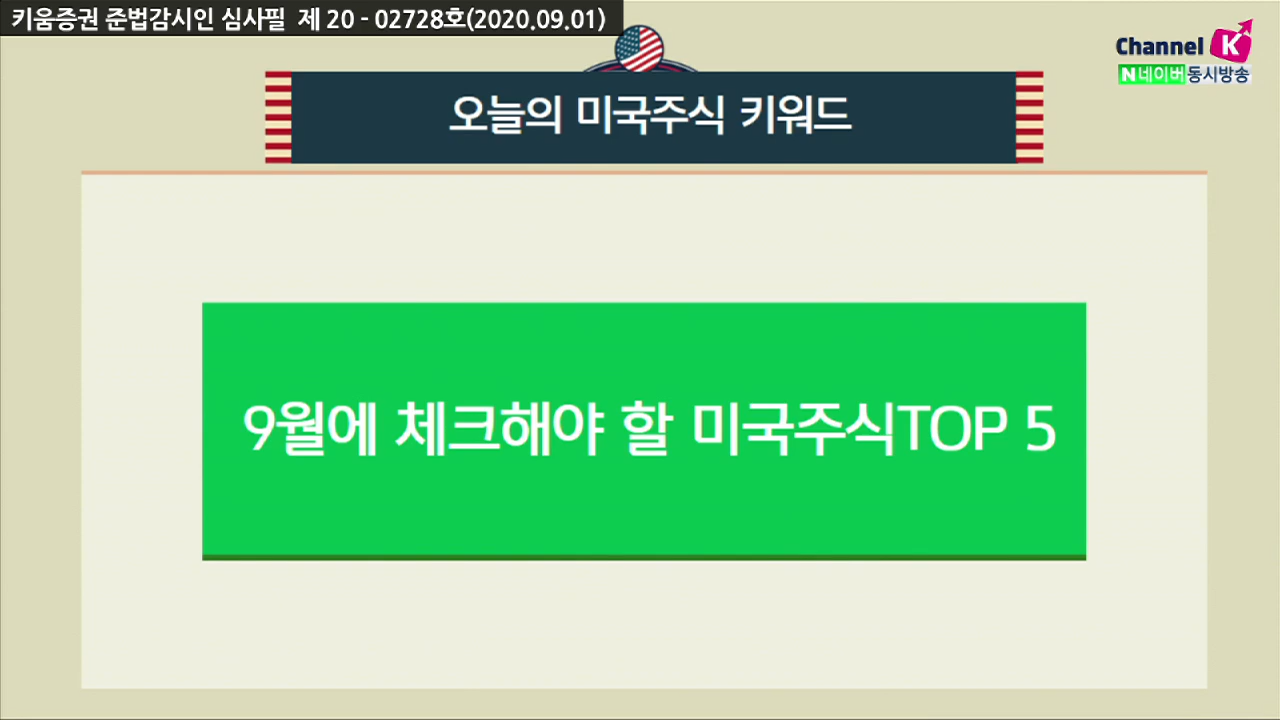 키움증권 준법감시인 심사필 제 20 - 02728호(2020.09.01)
Channel K
N 네이버 동시방송
오늘의 미국주식 키워드
9월에 체크해야 할 미국주식TOP 5